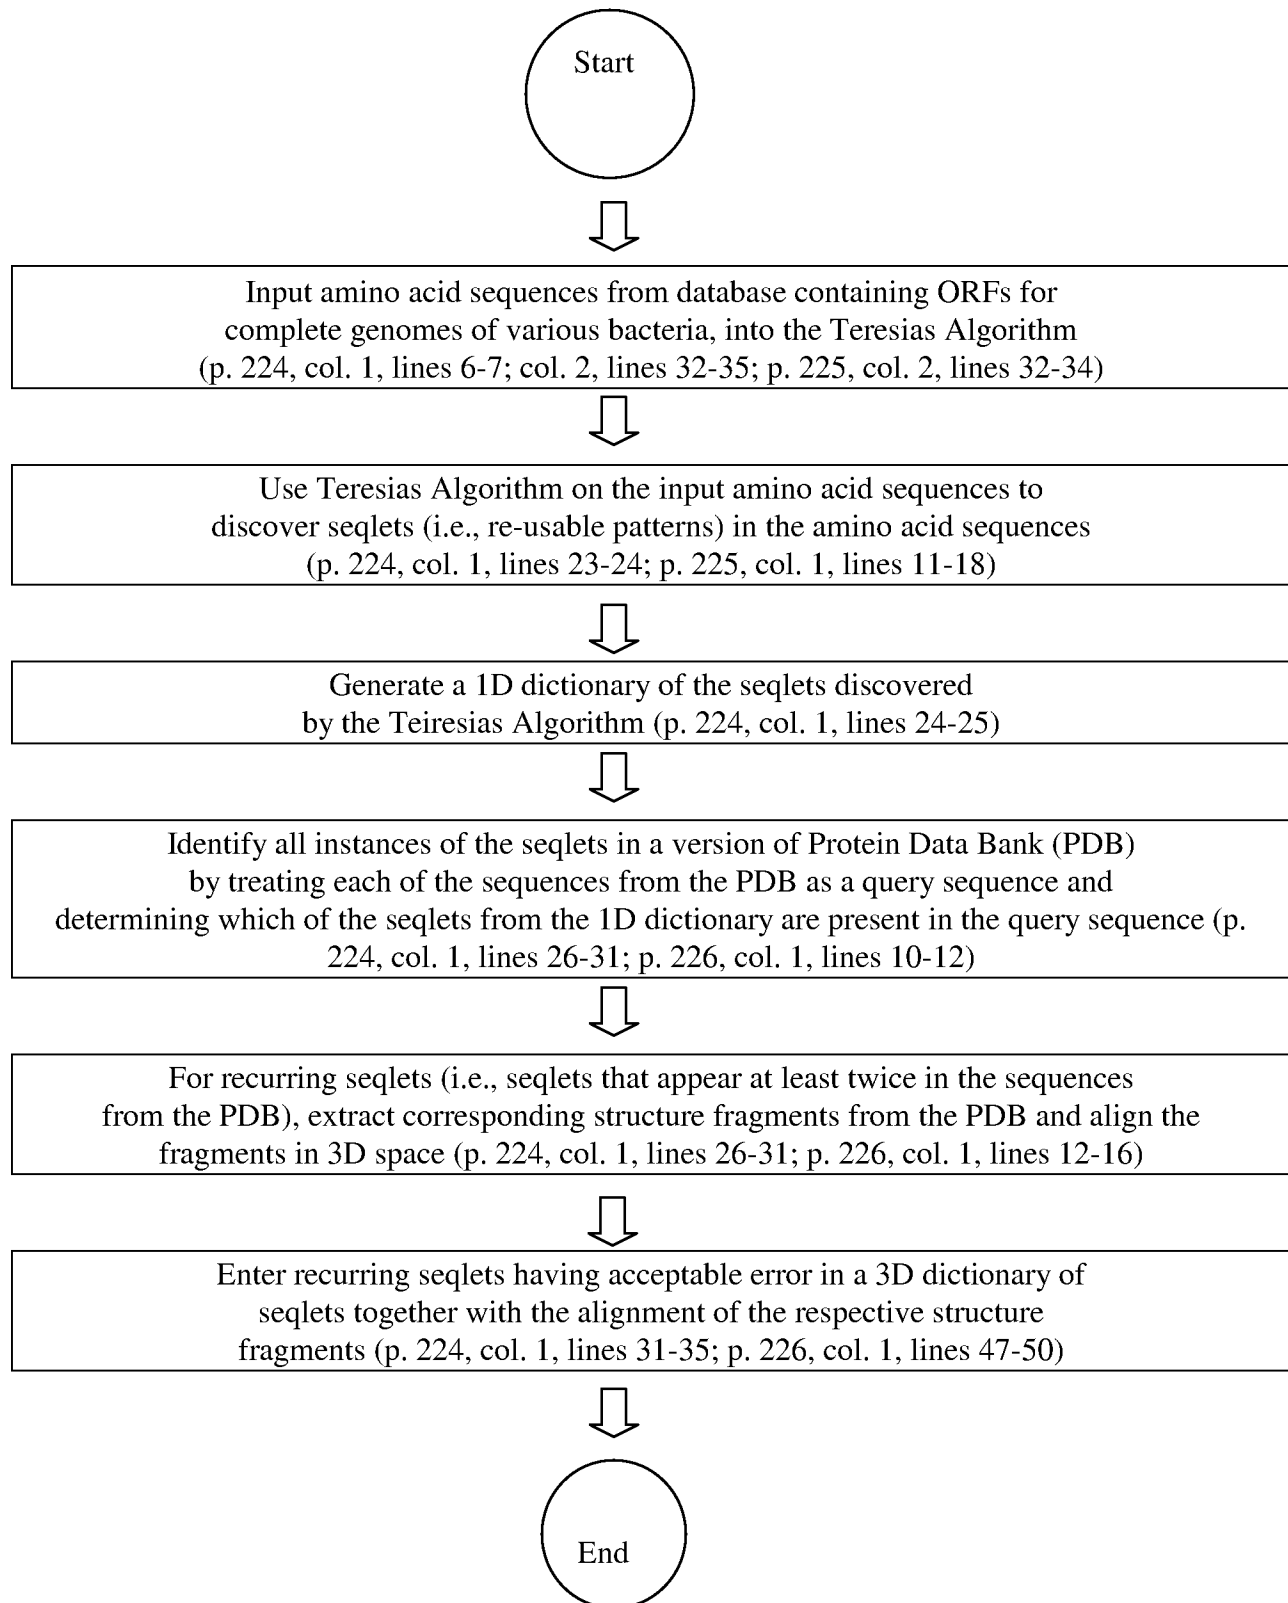 Start
Input amino acid sequences from database containing ORFs for
complete genomes of various bacteria, into the Teresias Algorithm
(p. 224, col. 1, lines 6-7; col. 2, lines 32-35; p. 225, col. 2, lines 32-34)
Use Teresias Algorithm on the input amino acid sequences to
discover seqlets (i.e., re-usable patterns) in the amino acid sequences
(p. 224, col. 1, lines 23-24; p. 225, col. 1, lines 11-18)
Generate a 1D dictionary of the seqlets discovered
by the Teiresias Algorithm (p. 224, col. 1, lines 24-25)
Identify all instances of the seqlets in a version of Protein Data Bank (PDB)
by treating each of the sequences from the PDB as a query sequence and
determining which of the seqlets from the 1D dictionary are present in the query sequence (p.
224, col. 1, lines 26-31; p. 226, col. 1, lines 10-12)
For recurring seqlets (i.e., seqlets that appear at least twice in the sequences
from the PDB), extract corresponding structure fragments from the PDB and align the
fragments in 3D space (p. 224, col. 1, lines 26-31; p. 226, col. 1, lines 12-16)
Enter recurring seqlets having acceptable error in a 3D dictionary of
seqlets together with the alignment of the respective structure
fragments (p. 224, col. 1, lines 31-35; p. 226, col. 1, lines 47-50)
End